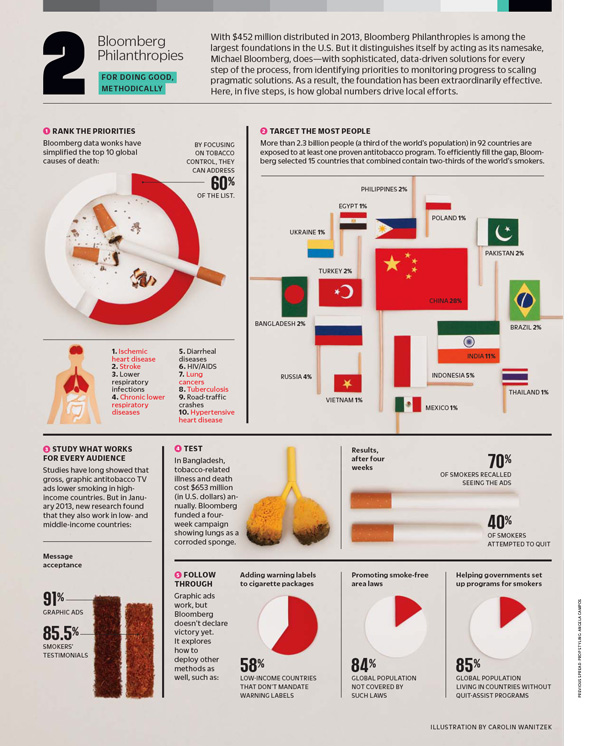 2
Bloomberg
Philanthropies
FOR DOING GOOD,
METHODICALLY
With $452 million distributed in 2013, Bloomberg Philanthropies is among the
largest foundations in the U.S. But it distinguishes itself by acting as its namesake,
Michael Bloomberg, does—with sophisticated, data-driven solutions for every
step of the process, from identifying priorities to monitoring progress to scaling
pragmatic solutions. As a result, the foundation has been extraordinarily effective.
Here, in five steps, is how global numbers drive local efforts.
1 RANK THE PRIORITIES
Bloomberg data wonks have
simplified the top 10 global
causes of death:
BY FOCUSING
ON TOBACCO
CONTROL, THEY
CAN ADDRESS
60%
OF THE LIST.
1. Ischemic
heart disease
2. Stroke
3. Lower
respiratory
infections
4. Chronic lower
respiratory
diseases
5. Diarrheal
diseases
6. HIV/AIDS
7. Lung
cancers
8. Tuberculosis
9. Road-traffic
crashes
10. Hypertensive
heart disease
2 TARGET THE MOST PEOPLE
More than 2.3 billion people (a third of the world's population) in 92 countries are
exposed to at least one proven antitobacco program. To efficiently fill the gap, Bloom-
berg selected 15 countries that combined contain two-thirds of the world's smokers.
PHILIPPINES 2%
EGYPT 1%
POLAND 1%
UKRAINE 1%
PAKISTAN 2%
TURKEY 2%
CHINA 28%
BANGLADESH 2%
BRAZIL 2%
INDIA 11%
RUSSIA 4%
INDONESIA 5%
VIETNAM 1%
THAILAND 1%
MEXICO 1%
3 STUDY WHAT WORKS
FOR EVERY AUDIENCE
Studies have long showed that
gross, graphic antitobacco TV
ads lower smoking in high-
income countries. But in Janu-
ary 2013, new research found
that they also work in low- and
middle-income countries:
Message
acceptance
91%
GRAPHIC ADS
85.5%
SMOKERS'
TESTIMONIALS
4 TEST
In Bangladesh,
tobacco-related
illness and death
cost $653 million
(in U.S. dollars) an-
nually. Bloomberg
funded a four-
week campaign
showing lungs as a
corroded sponge.
Results,
after four
weeks
70%
OF SMOKERS RECALLED
SEEING THE ADS
40%
OF SMOKERS
ATTEMPTED TO QUIT
5 FOLLOW
THROUGH
Graphic ads
work, but
Bloomberg
doesn't declare
victory yet.
It explores
how to
deploy other
methods as
well, such as:
Adding warning labels
to cigarette packages
58%
LOW-INCOME COUNTRIES
THAT DON'T MANDATE
WARNING LABELS
Promoting smoke-free
area laws
84%
GLOBAL POPULATION
NOT COVERED BY
SUCH LAWS
Helping governments set
up programs for smokers
85%
GLOBAL POPULATION
LIVING IN COUNTRIES WITHOUT
QUIT-ASSIST PROGRAMS
PREVIOUS SPREAD: PROP STYLING: ARGELA CAMPOS
ILLUSTRATION BY CAROLIN WANITZEK